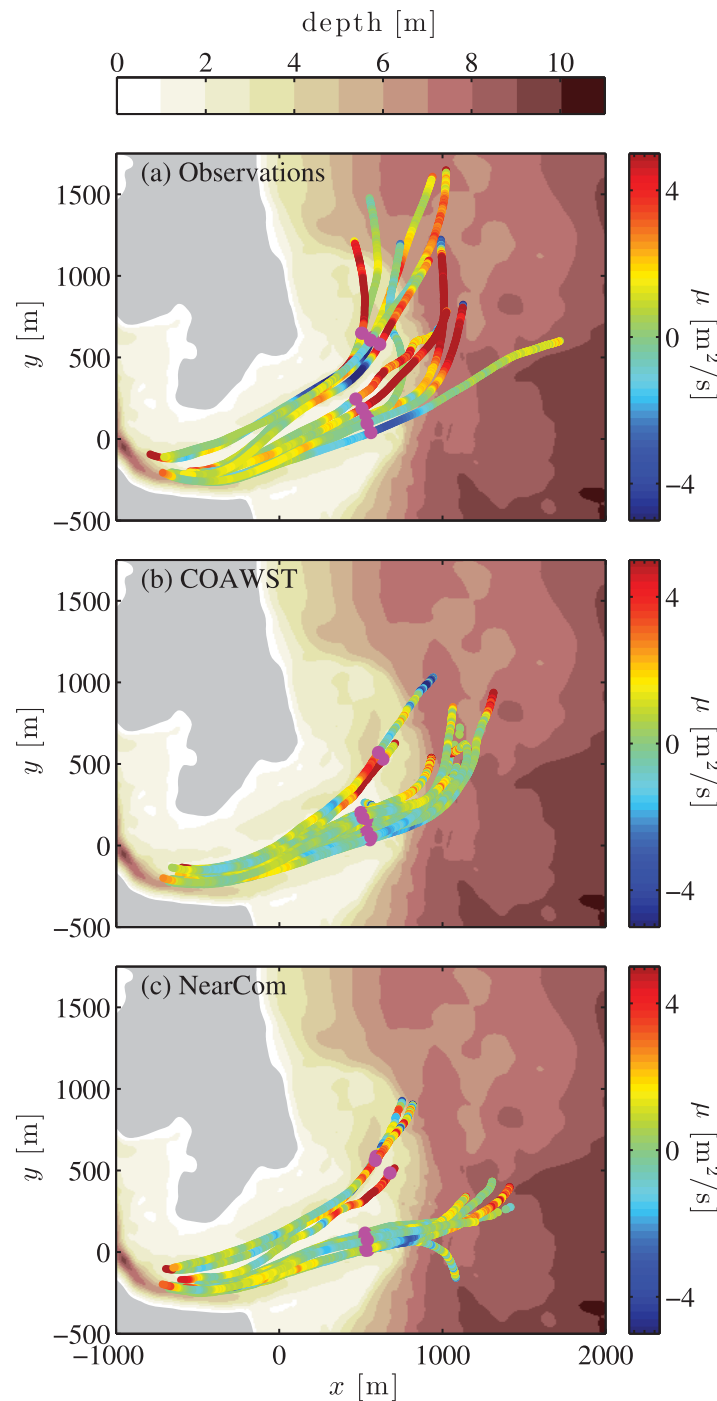 depth [m]
0 2 4 6 8 10
(a) Observations
1500
1000
500
0
−500
y [m]
4
0
−4
μ [m²/s]
(b) COAWST
1500
1000
500
0
−500
y [m]
4
0
−4
μ [m²/s]
(c) NearCom
1500
1000
500
0
−500
y [m]
4
0
−4
μ [m²/s]
−1000 0 1000 2000
x [m]